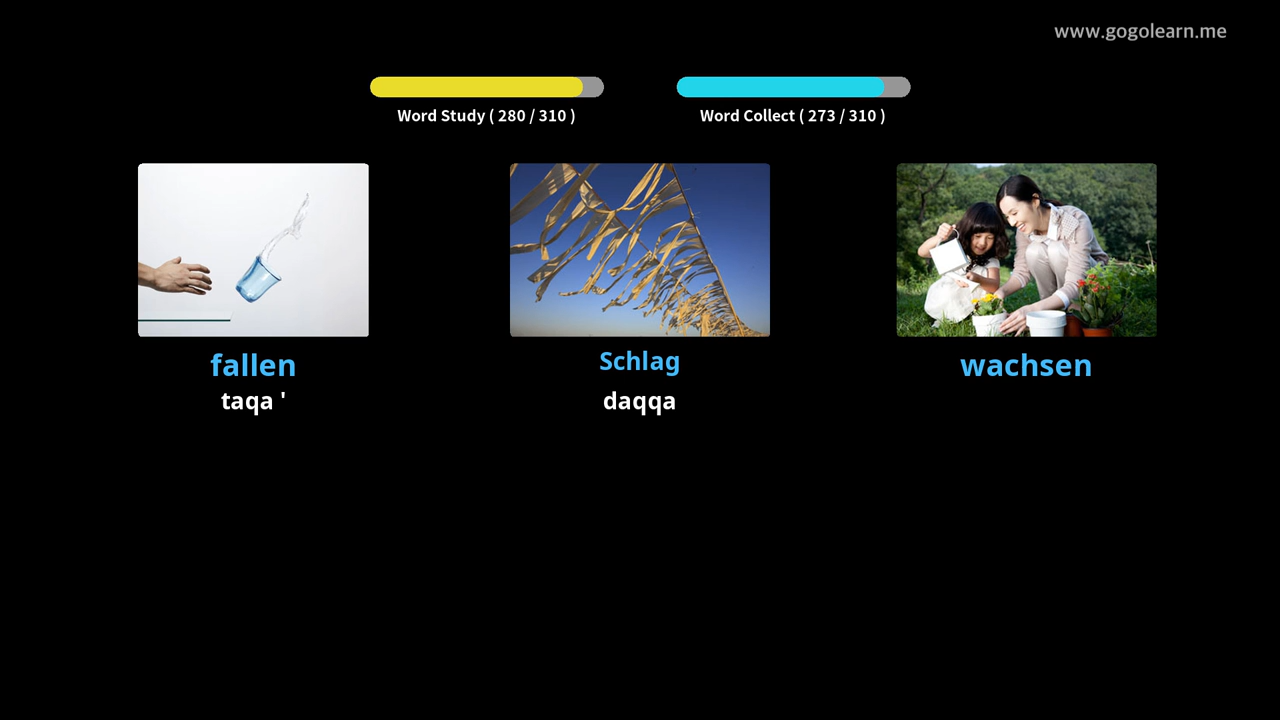 www.gogolearn.me
Word Study ( 280 / 310 )
Word Collect ( 273 / 310 )
fallen
Schlag
wachsen
taqa '
daqqa